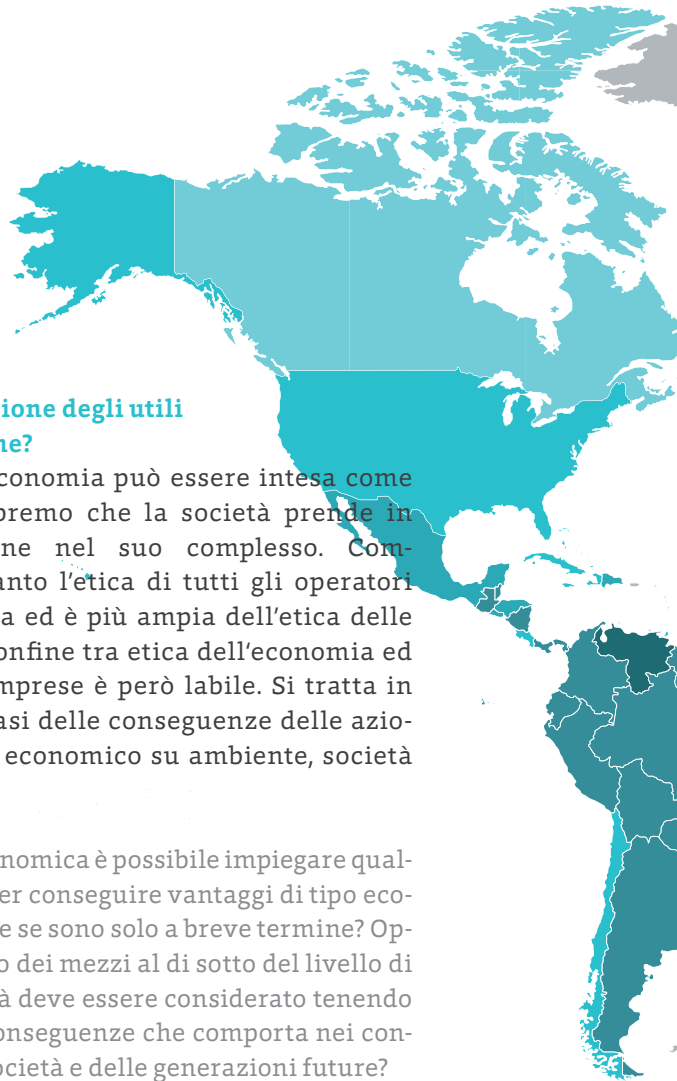 ione degli utili
ne?
conomia può essere intesa come
premo che la società prende in
ne nel suo complesso. Com-
anto l'etica di tutti gli operatori
a ed è più ampia dell'etica delle
onfine tra etica dell'economia ed
mprese è però labile. Si tratta in
asi delle conseguenze delle azio-
economico su ambiente, società
nomica è possibile impiegare qual-
er conseguire vantaggi di tipo eco-
e se sono solo a breve termine? Op-
o dei mezzi al di sotto del livello di
à deve essere considerato tenendo
onseguenze che comporta nei con-
ocietà e delle generazioni future?